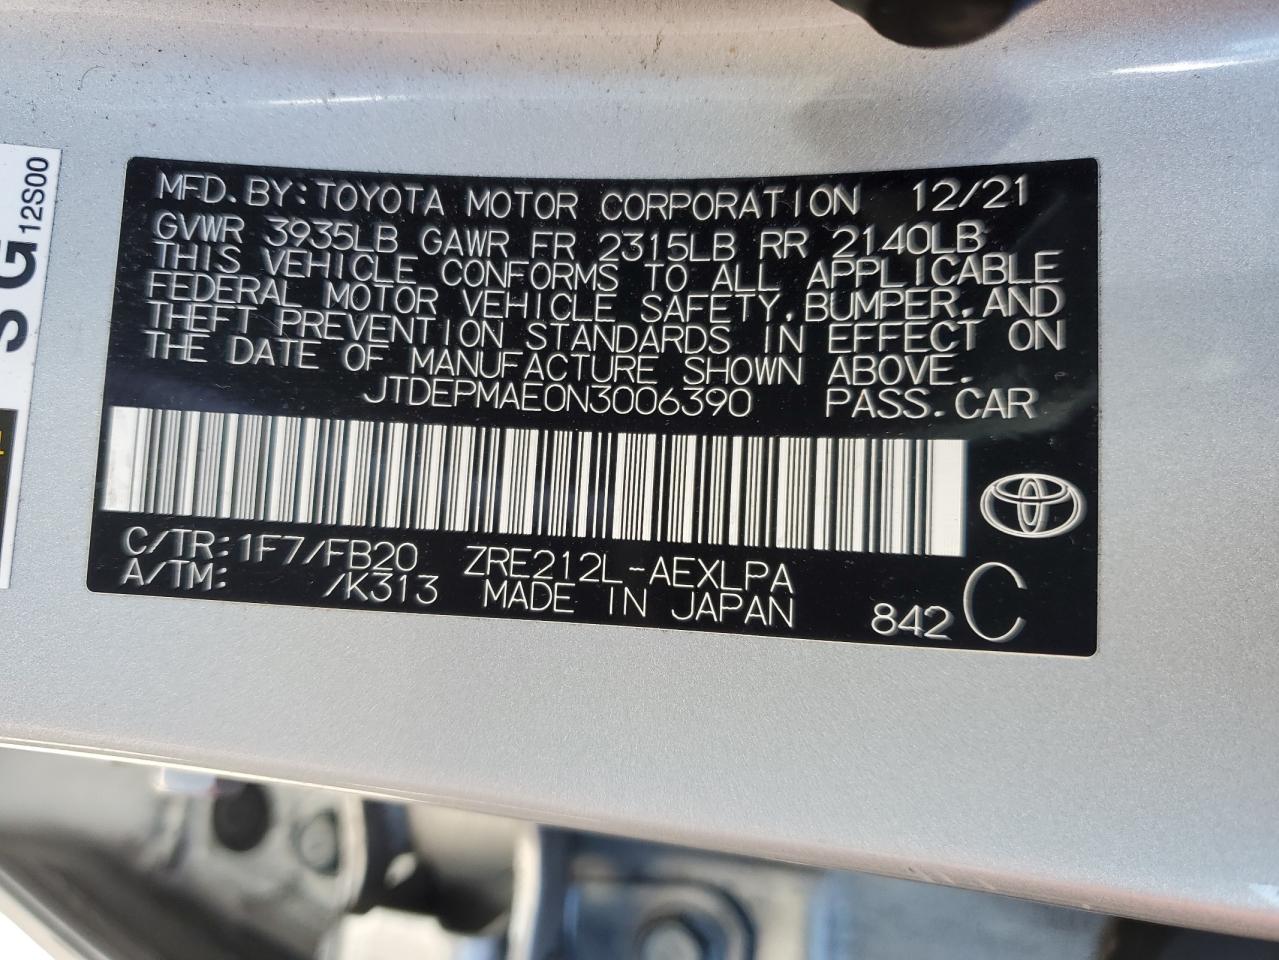 12S00
SG
MFD. BY: TOYOTA MOTOR CORPORATION 12/21
GVWR 3935LB GAWR FR 2315LB RR 2140LB
THIS VEHICLE CONFORMS TO ALL APPLICABLE
FEDERAL MOTOR VEHICLE SAFETY, BUMPER, AND
THEFT PREVENTION STANDARDS IN EFFECT ON
THE DATE OF MANUFACTURE SHOWN ABOVE.
JTDEPMAE0N3006390 PASS. CAR
C/TR: 1F7/FB20 ZRE212L-AEXLPA
A/TM: /K313 MADE IN JAPAN 842 C